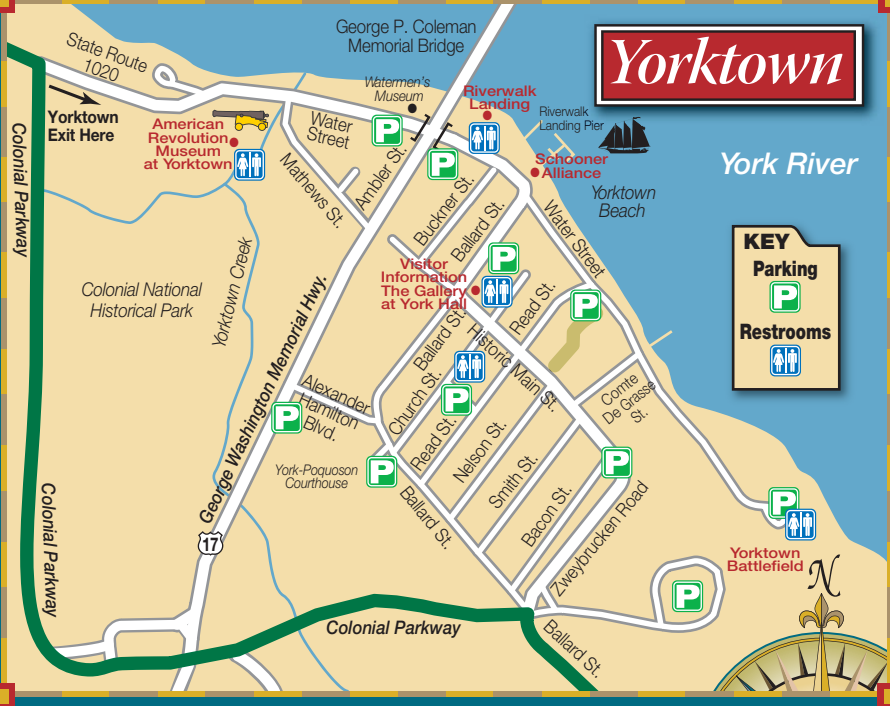 George P. Coleman
Memorial Bridge
Yorktown
State Route
1020
Watermen's
Museum
Riverwalk
Landing
Yorktown
Exit Here
American
Revolution
Museum
at Yorktown
Water
Street
P
P
Riverwalk
Landing Pier
Schooner
Alliance
York River
Yorktown
Beach
Colonial Parkway
Mathews St.
Ambler St.
Buckner St.
Ballard St.
Water Street
KEY
Parking
P
Restrooms
Colonial National
Historical Park
Yorktown Creek
Visitor
Information
The Gallery
at York Hall
P
Read St.
P
George Washington Memorial Hwy.
Ballard St.
Historic Main St.
Alexander
Hamilton
Blvd.
P
Church St.
P
Comte
De Grasse
St.
York-Poquoson
Courthouse
P
Read St.
Nelson St.
Smith St.
Bacon St.
P
Zweybrucken Road
Ballard St.
17
Colonial Parkway
P
Yorktown
Battlefield
N
P
Colonial Parkway
Ballard St.